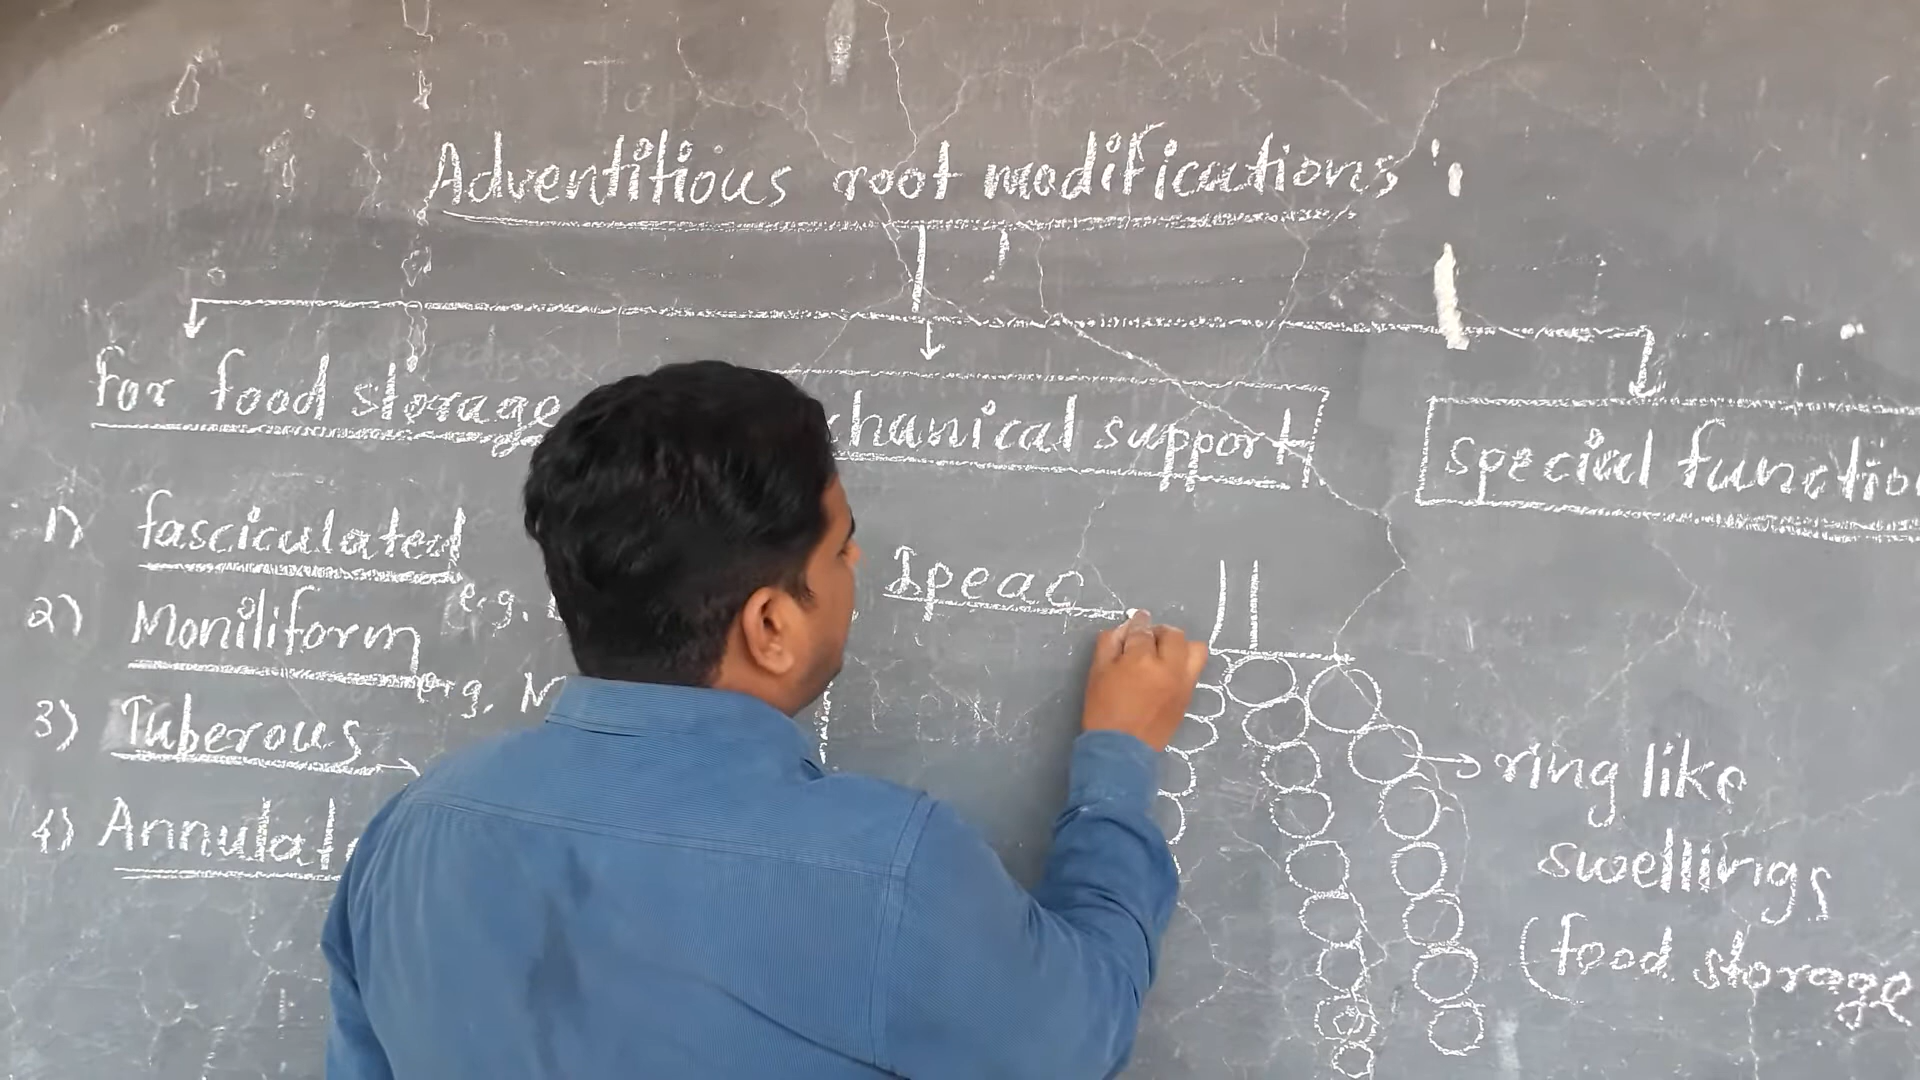 Adventitious root modifications :
for food storage
chanical support
special functio
1) fasciculated
e.g.
2) Moniliform
e.g. N
3) Tuberous →
4) Annulat
Ipeac
→ ring like
swellings
(food storage